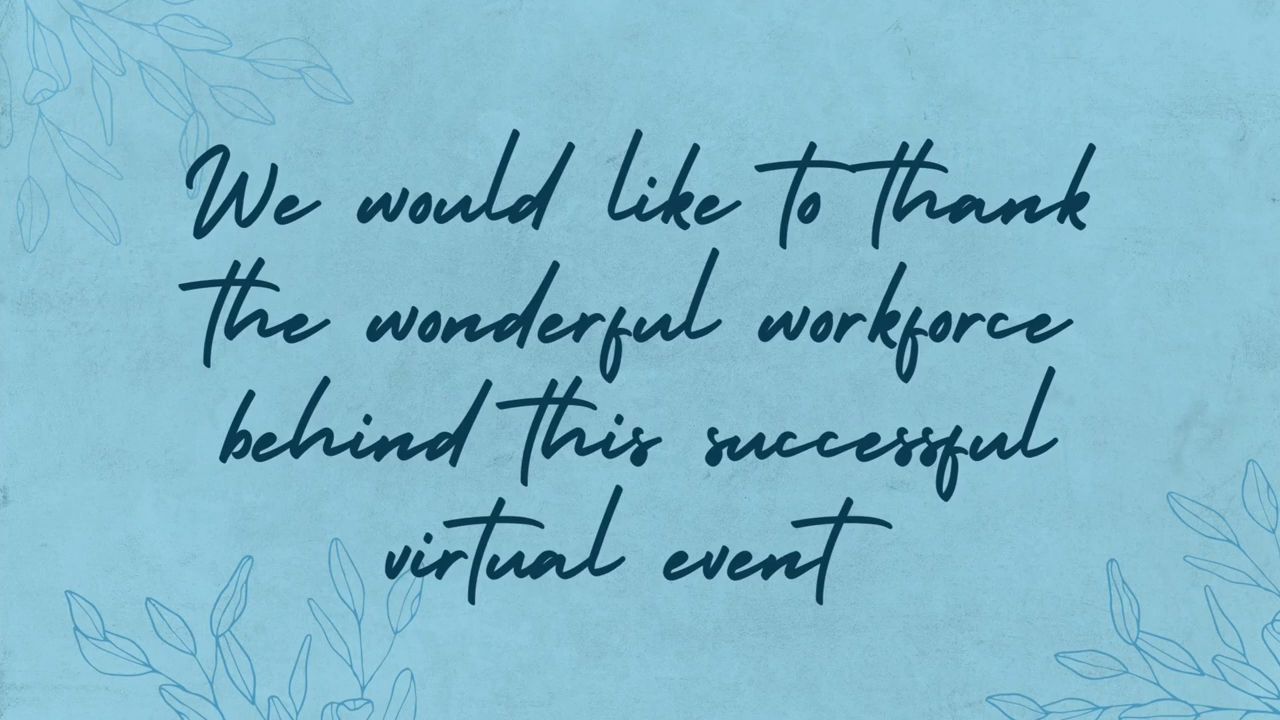 We would like to thank
the wonderful workforce
behind this successful
virtual event